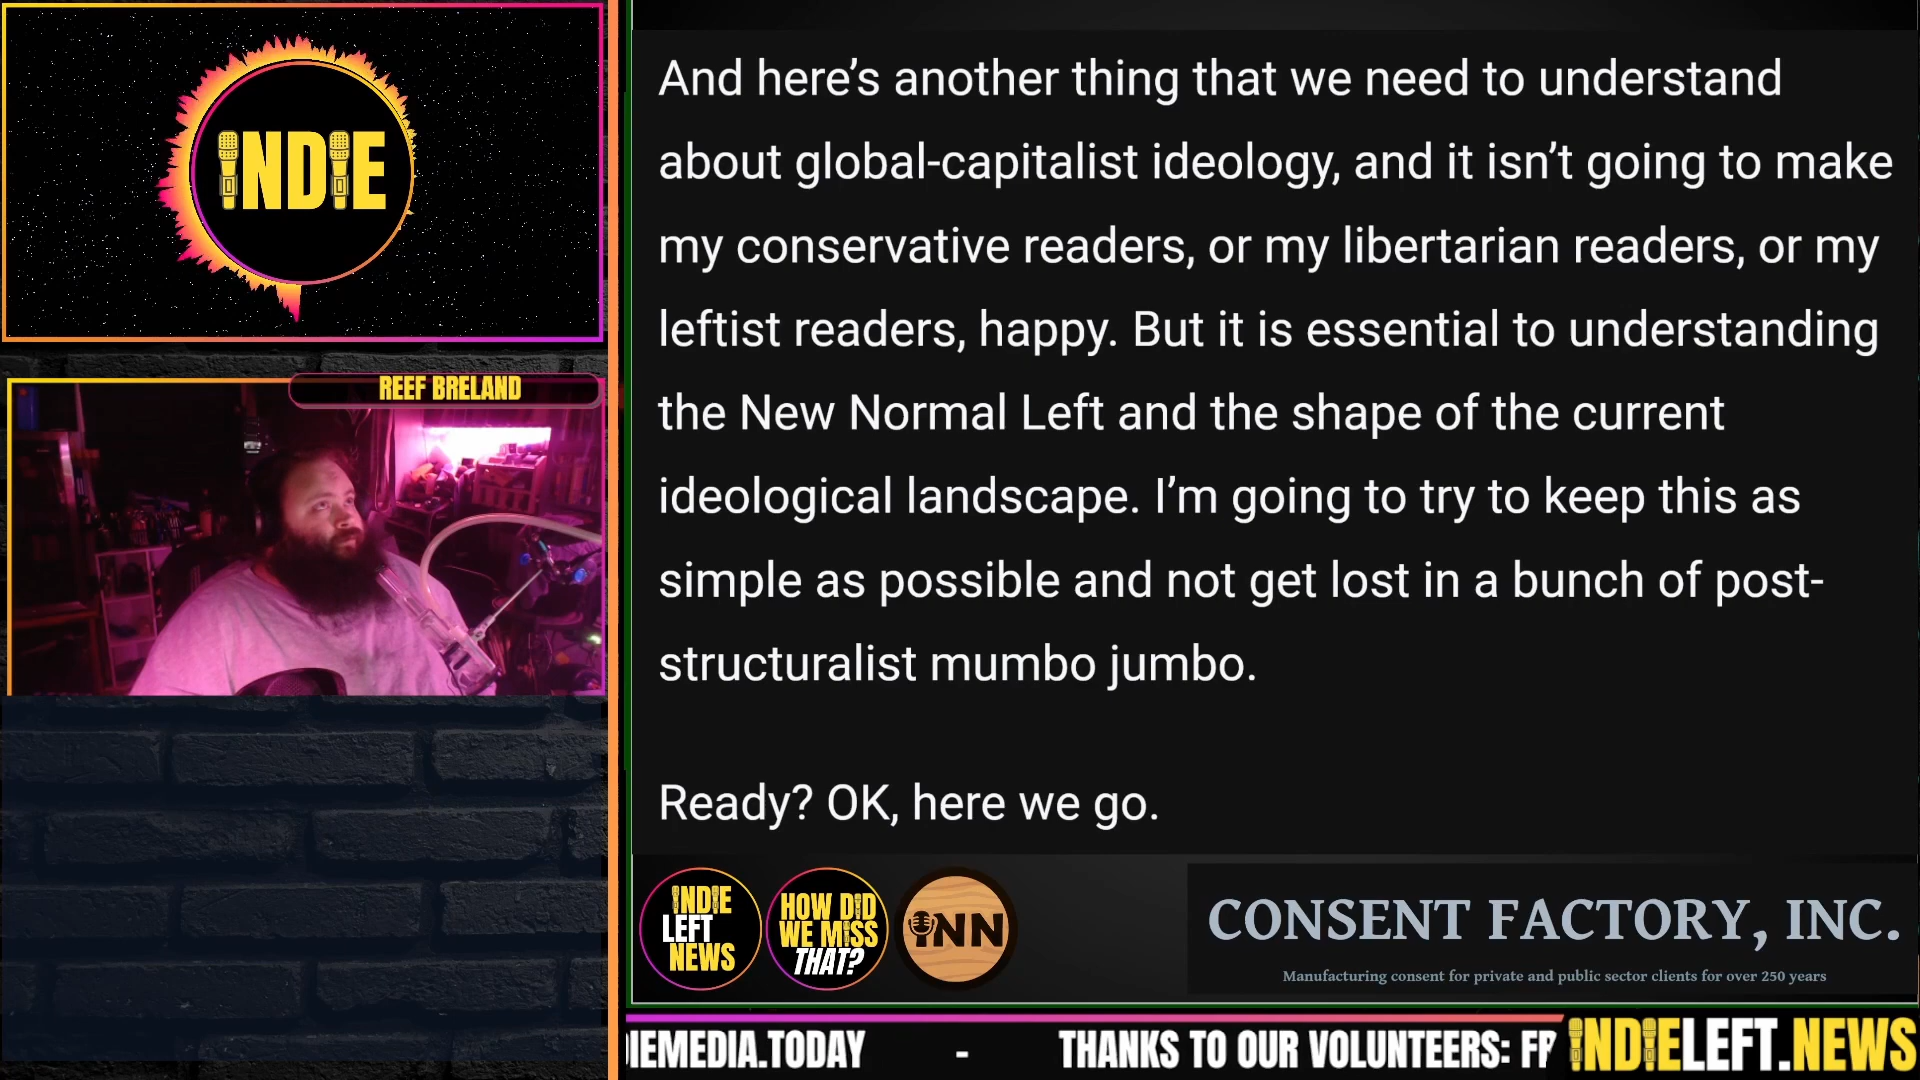 INDIE
REEF BRELAND
And here’s another thing that we need to understand
about global-capitalist ideology, and it isn’t going to make
my conservative readers, or my libertarian readers, or my
leftist readers, happy. But it is essential to understanding
the New Normal Left and the shape of the current
ideological landscape. I’m going to try to keep this as
simple as possible and not get lost in a bunch of post-
structuralist mumbo jumbo.
Ready? OK, here we go.
INDIE
LEFT
NEWS
HOW DID
WE MISS
THAT?
iNN
CONSENT FACTORY, INC.
Manufacturing consent for private and public sector clients for over 250 years
IEMEDIA.TODAY - THANKS TO OUR VOLUNTEERS:
INDIELEFT.NEWS